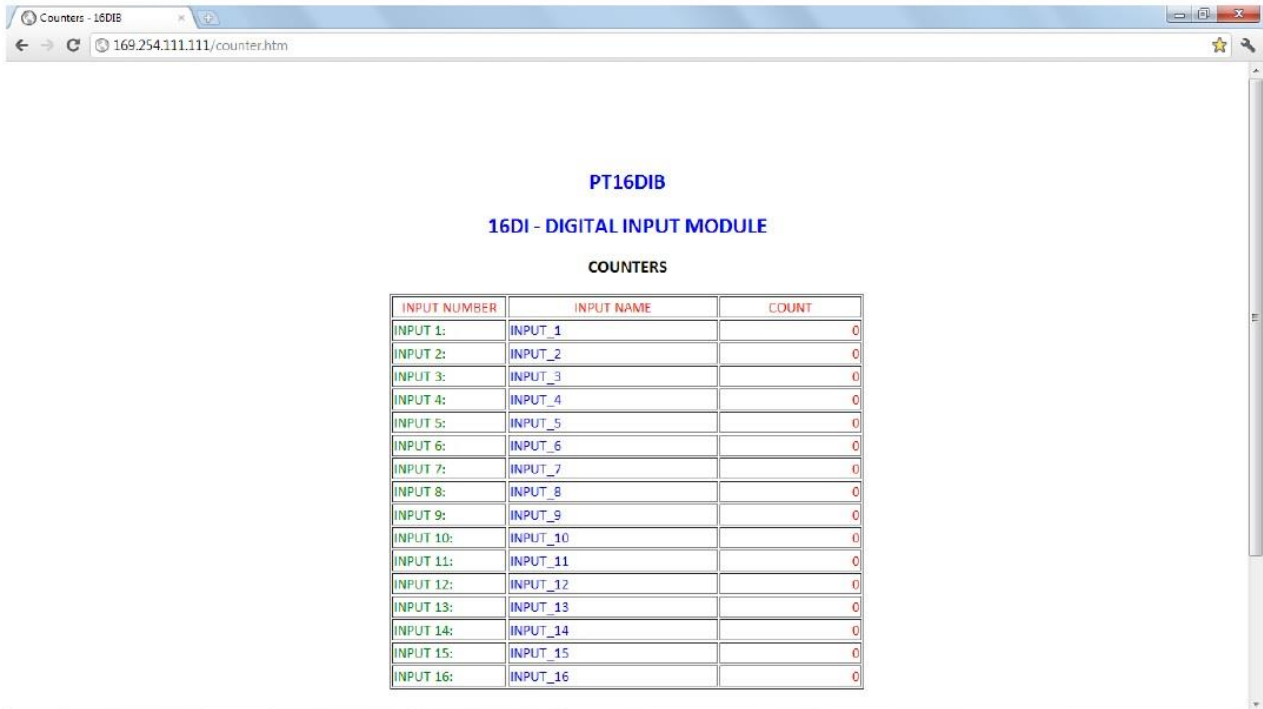 Counters - 16DIB
169.254.111.111/counter.htm
PT16DIB
16DI - DIGITAL INPUT MODULE
COUNTERS
INPUT NUMBER INPUT NAME COUNT
INPUT 1: INPUT_1 0
INPUT 2: INPUT_2 0
INPUT 3: INPUT_3 0
INPUT 4: INPUT_4 0
INPUT 5: INPUT_5 0
INPUT 6: INPUT_6 0
INPUT 7: INPUT_7 0
INPUT 8: INPUT_8 0
INPUT 9: INPUT_9 0
INPUT 10: INPUT_10 0
INPUT 11: INPUT_11 0
INPUT 12: INPUT_12 0
INPUT 13: INPUT_13 0
INPUT 14: INPUT_14 0
INPUT 15: INPUT_15 0
INPUT 16: INPUT_16 0